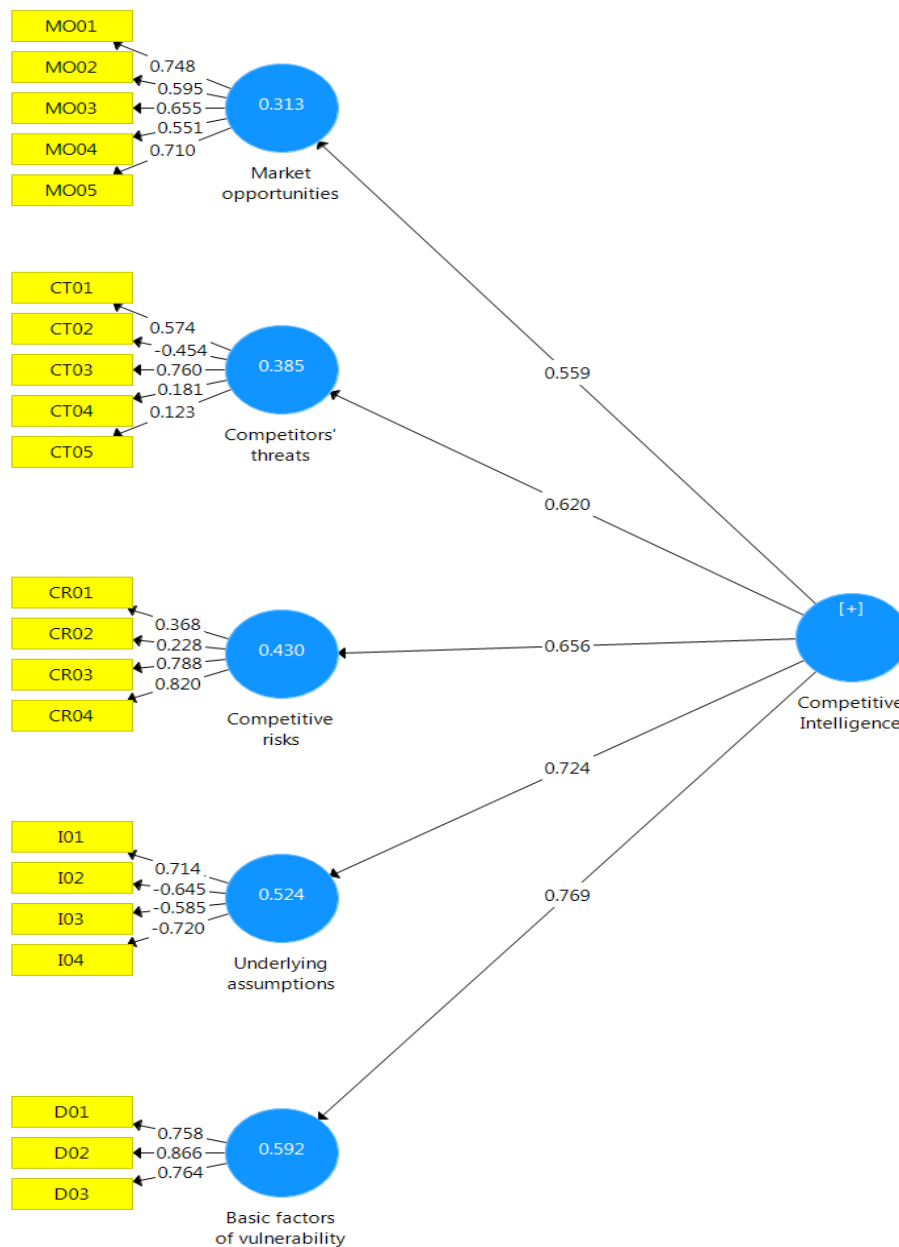 MO01
0.748
MO02
0.595
MO03
0.655
0.313
MO04
0.551
0.710
MO05
Market
opportunities
CT01
0.574
CT02
-0.454
CT03
0.760
0.385
CT04
0.181
0.123
CT05
Competitors'
threats
CR01
0.368
CR02
0.228
CR03
0.788
0.430
0.820
CR04
Competitive
risks
I01
0.714
I02
-0.645
I03
-0.585
0.524
-0.720
I04
Underlying
assumptions
D01
0.758
D02
0.866
0.592
0.764
D03
Basic factors
of vulnerability
0.559
0.620
0.656
0.724
0.769
[+]
Competitive
Intelligence